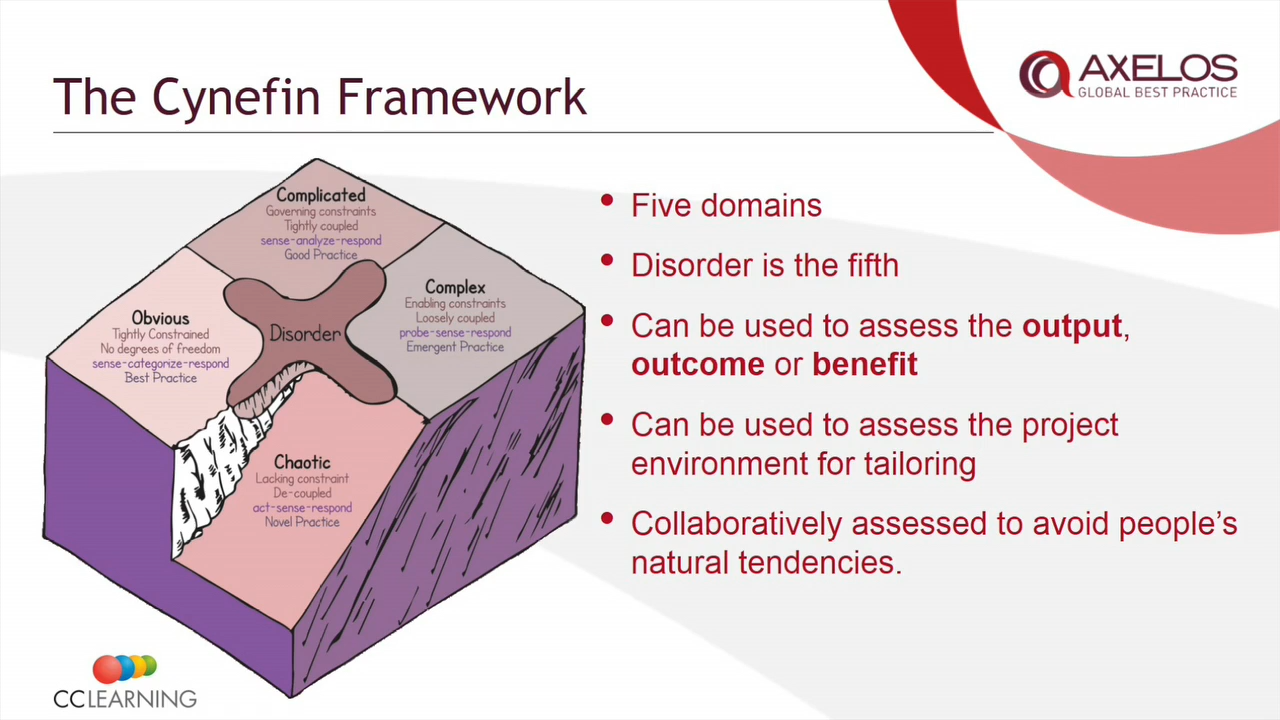 The Cynefin Framework
AXELOS
GLOBAL BEST PRACTICE
Complicated
Governing constraints
Tightly coupled
sense-analyze-respond
Good Practice
Complex
Enabling constraints
Loosely coupled
probe-sense-respond
Emergent Practice
Obvious
Tightly Constrained
No degrees of freedom
sense-categorize-respond
Best Practice
Disorder
Chaotic
Lacking constraint
De-coupled
act-sense-respond
Novel Practice
• Five domains
• Disorder is the fifth
• Can be used to assess the output,
outcome or benefit
• Can be used to assess the project
environment for tailoring
• Collaboratively assessed to avoid people’s
natural tendencies.
CCLEARNING